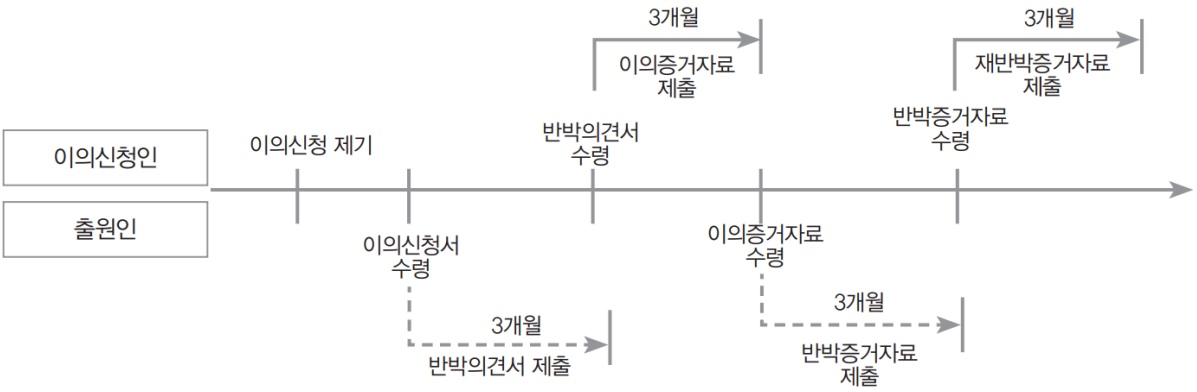 3개월
이의증거자료
제출
3개월
재반박증거자료
제출
이의신청인
이의신청 제기
반박의견서
수령
반박증거자료
수령
출원인
이의신청서
수령
3개월
반박의견서 제출
이의증거자료
수령
3개월
반박증거자료
제출